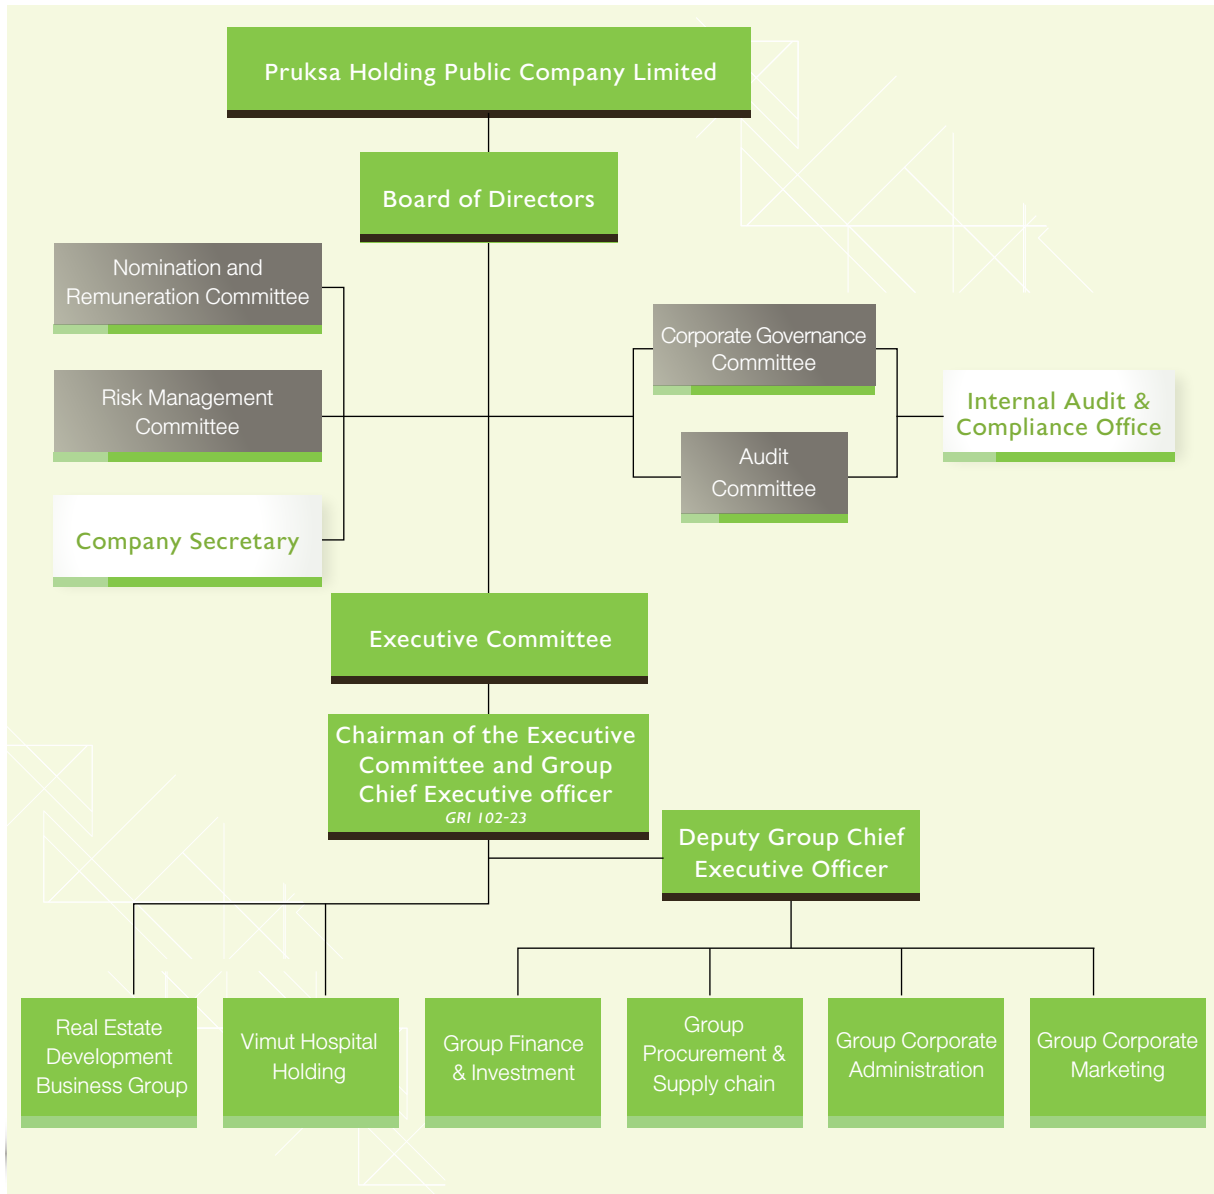 Pruksa Holding Public Company Limited
Board of Directors
Nomination and
Remuneration Committee
Risk Management
Committee
Company Secretary
Corporate Governance
Committee
Audit
Committee
Internal Audit &
Compliance Office
Executive Committee
Chairman of the Executive
Committee and Group
Chief Executive officer
GRI 102-23
Deputy Group Chief
Executive Officer
Real Estate
Development
Business Group
Vimut Hospital
Holding
Group Finance
& Investment
Group
Procurement &
Supply chain
Group Corporate
Administration
Group Corporate
Marketing